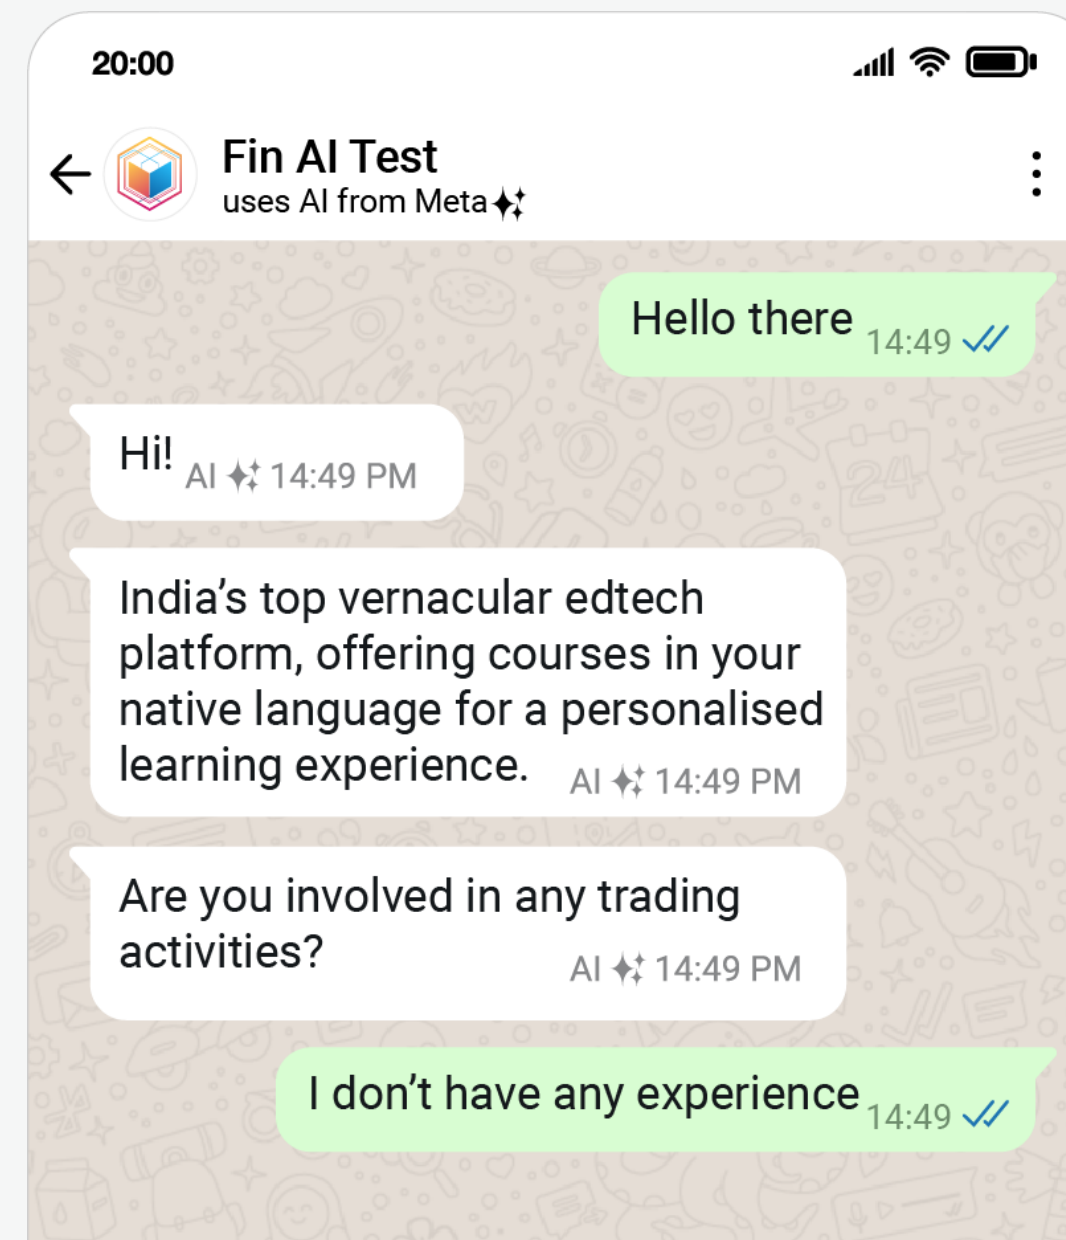 20:00
Fin AI Test
uses AI from Meta
Hello there 14:49
Hi! AI 14:49 PM
India’s top vernacular edtech
platform, offering courses in your
native language for a personalised
learning experience. AI 14:49 PM
Are you involved in any trading
activities? AI 14:49 PM
I don’t have any experience 14:49